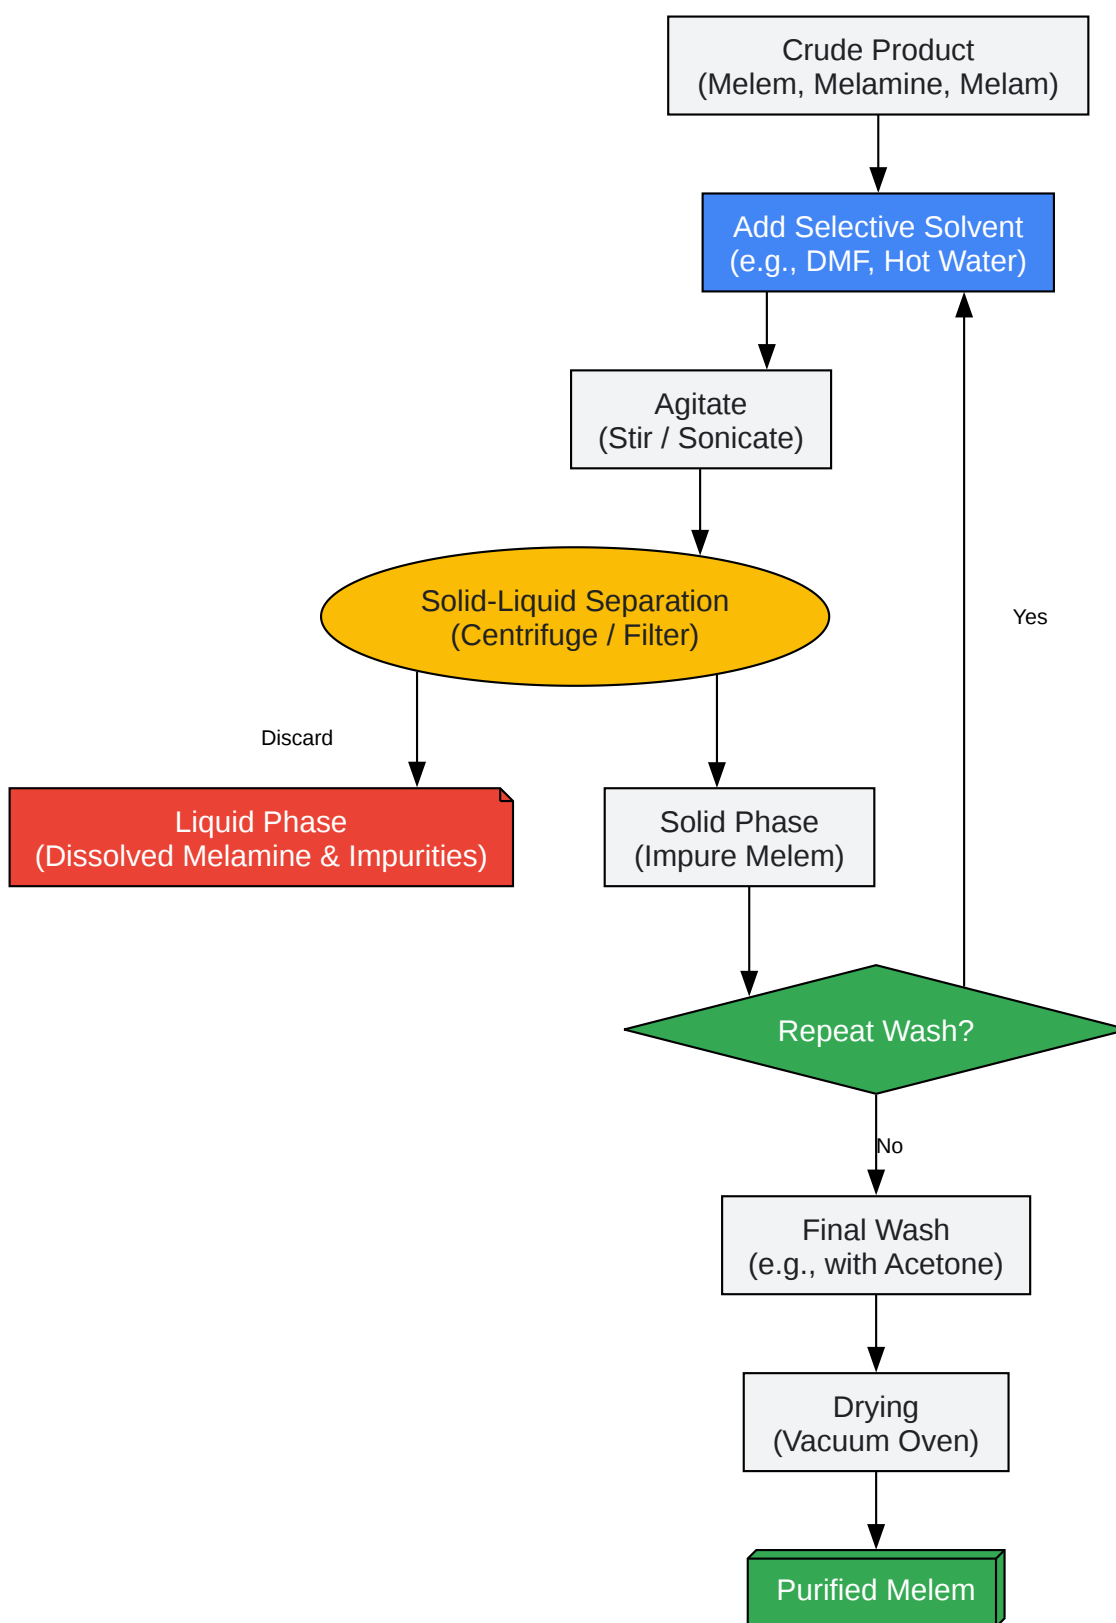 Crude Product
(Melem, Melamine, Melam)
Add Selective Solvent
(e.g., DMF, Hot Water)
Agitate
(Stir / Sonicate)
Solid-Liquid Separation
(Centrifuge / Filter)
Yes
Discard
Liquid Phase
(Dissolved Melamine & Impurities)
Solid Phase
(Impure Melem)
Repeat Wash?
No
Final Wash
(e.g., with Acetone)
Drying
(Vacuum Oven)
Purified Melem